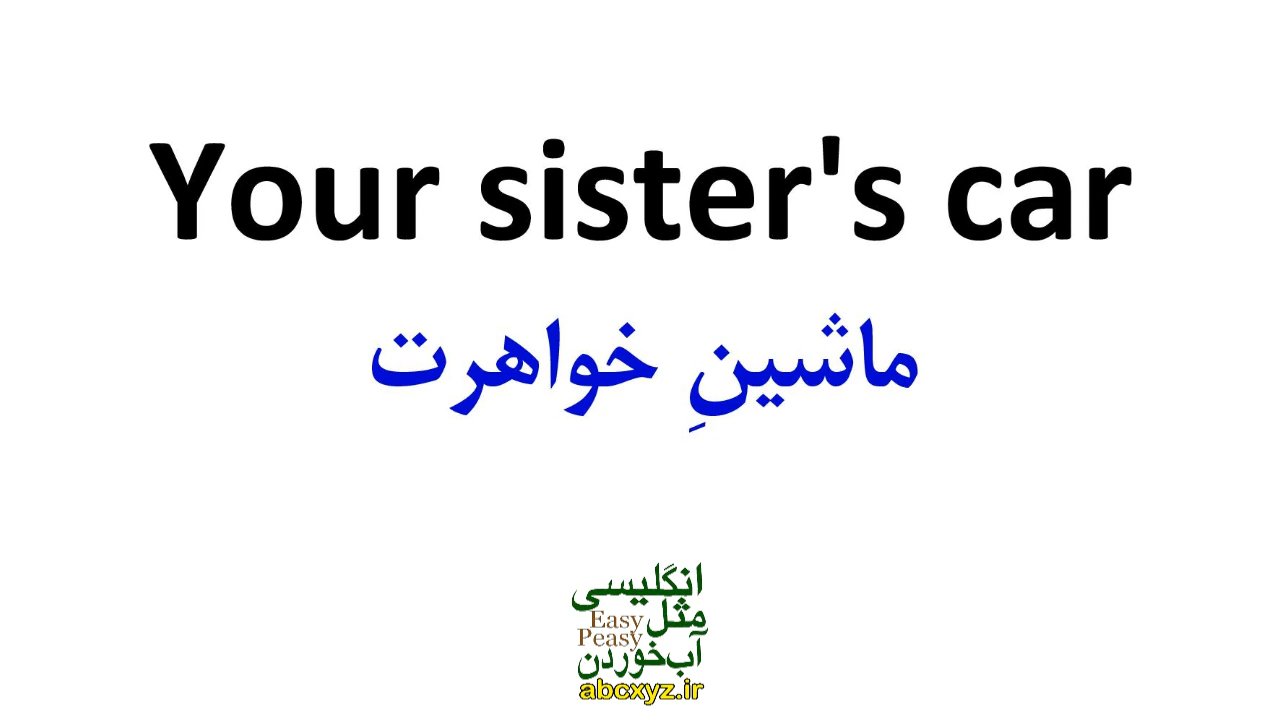 Your sister's car
ماشینِ خواهرت
انگلیسی
مثل Easy
Peasy
آب‌خوردن
abcxyz.ir